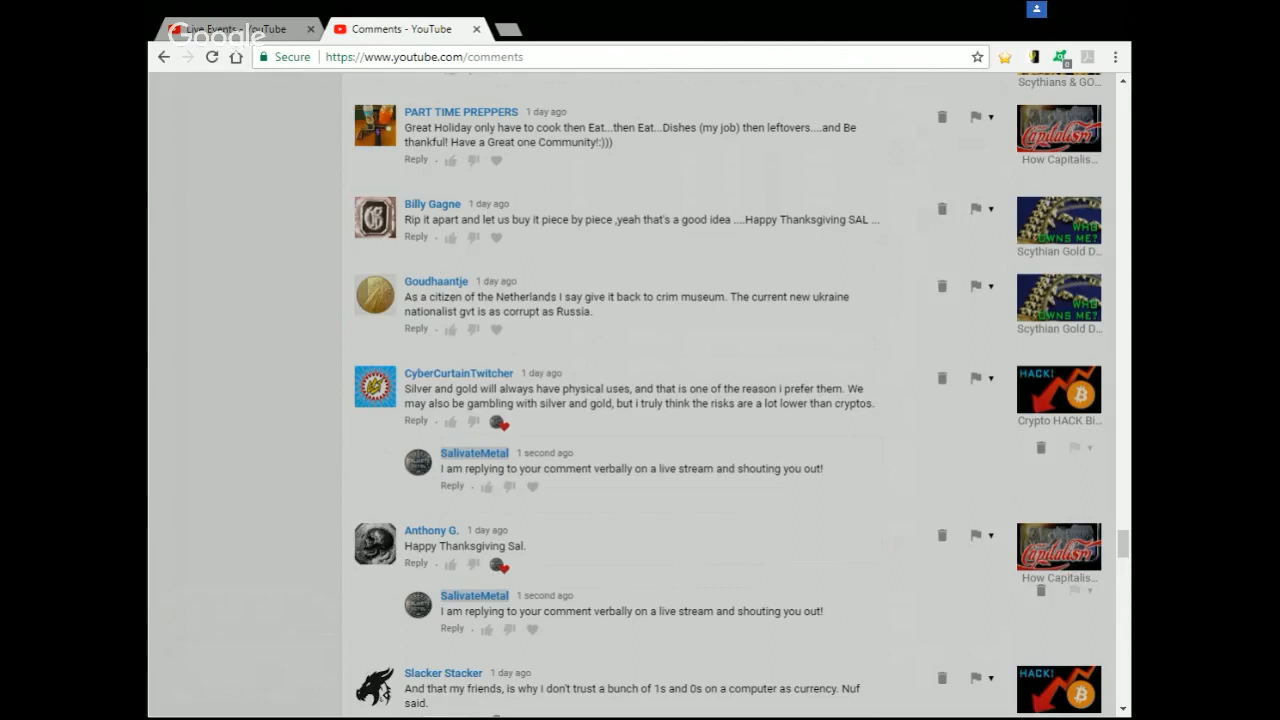 Live Events - YouTube
Comments - YouTube
Google
Secure
https://www.youtube.com/comments
Scythians & GO...
PART TIME PREPPERS 1 day ago
Great Holiday only have to cook then Eat...then Eat...Dishes (my job) then leftovers....and Be
thankful! Have a Great one Community!:)))
Reply
Capitalism
How Capitalis...
Billy Gagne 1 day ago
Rip it apart and let us buy it piece by piece ,yeah that's a good idea ....Happy Thanksgiving SAL ...
Reply
WHO
OWNS ME?
Scythian Gold D...
Goudhaantje 1 day ago
As a citizen of the Netherlands I say give it back to crim museum. The current new ukraine
nationalist gvt is as corrupt as Russia.
Reply
WHO
OWNS ME?
Scythian Gold D...
CyberCurtainTwitcher 1 day ago
Silver and gold will always have physical uses, and that is one of the reason i prefer them. We
may also be gambling with silver and gold, but i truly think the risks are a lot lower than cryptos.
Reply
HACK!
Crypto HACK Bi...
SalivateMetal 1 second ago
I am replying to your comment verbally on a live stream and shouting you out!
Reply
Anthony G. 1 day ago
Happy Thanksgiving Sal.
Reply
Capitalism
How Capitalis...
SalivateMetal 1 second ago
I am replying to your comment verbally on a live stream and shouting you out!
Reply
Slacker Stacker 1 day ago
And that my friends, is why I don't trust a bunch of 1s and 0s on a computer as currency. Nuf
said.
HACK!